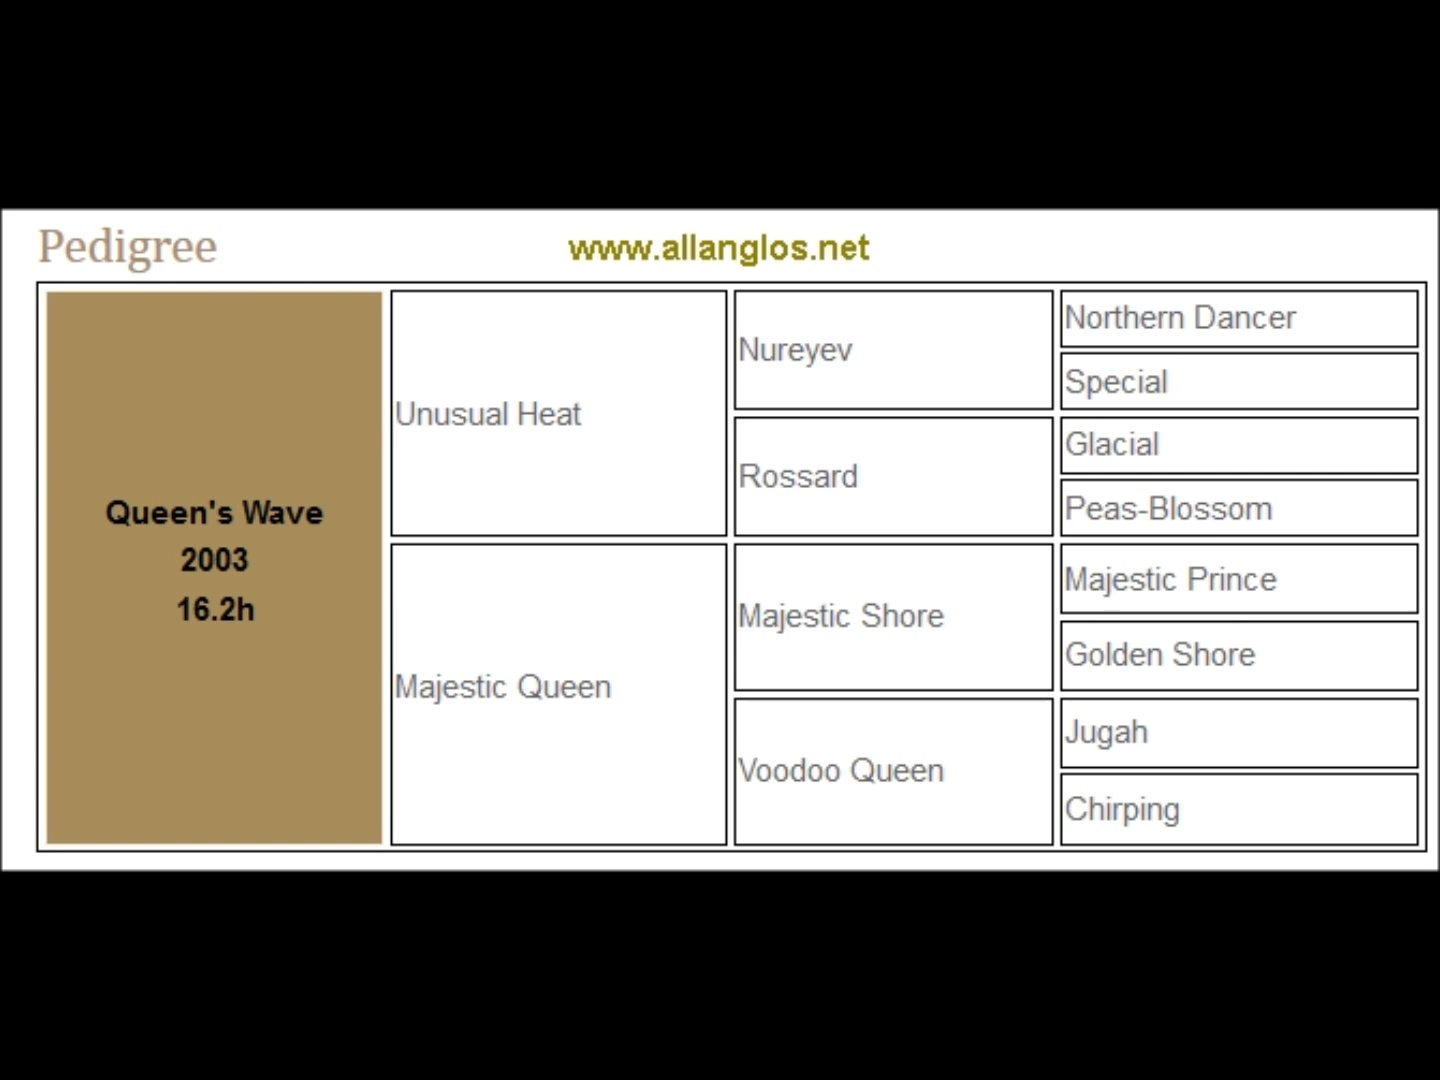 Pedigree
www.allanglos.net
Queen's Wave
2003
16.2h
Unusual Heat
Majestic Queen
Nureyev
Rossard
Majestic Shore
Voodoo Queen
Northern Dancer
Special
Glacial
Peas-Blossom
Majestic Prince
Golden Shore
Jugah
Chirping